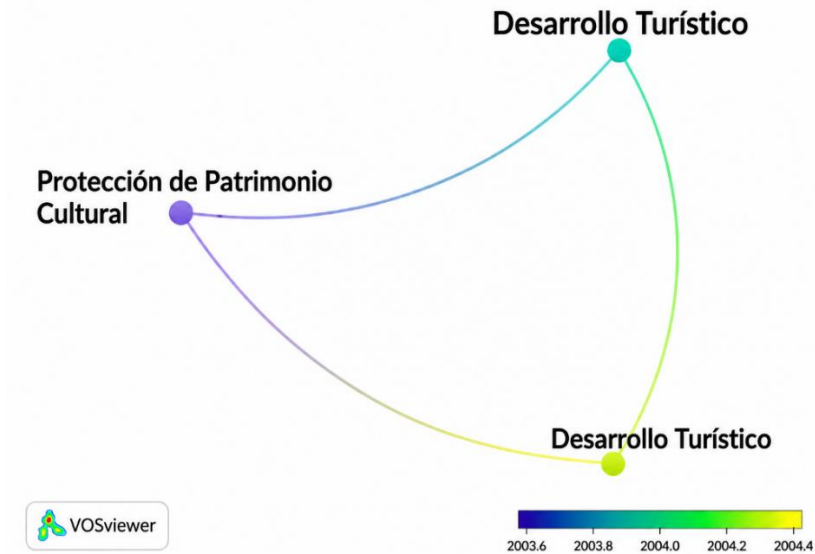 Desarrollo Turístico
Protección de Patrimonio
Cultural
Desarrollo Turístico
VOSviewer
2003.6 2003.8 2004.0 2004.2 2004.4